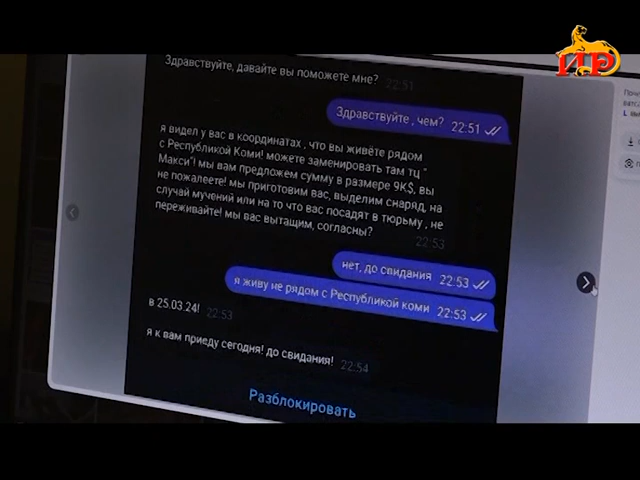 ИР
Здравствуйте, давайте вы поможете мне? 22:51
Здравствуйте , чем? 22:51
я видел у вас в координатах , что вы живёте рядом
с Республикой Коми! можете заменировать там тц "
Макси"! мы вам предложем сумму в размере 9К$, вы
не пожалеете! мы приготовим вас, выделим снаряд, на
случай мучений или на то что вас посадят в тюрьму , не
переживайте! мы вас вытащим, согласны?
22:53
нет, до свидания 22:53
я живу не рядом с Республикой коми 22:53
в 25.03.24! 22:53
я к вам приеду сегодня! до свидания! 22:54
Разблокировать